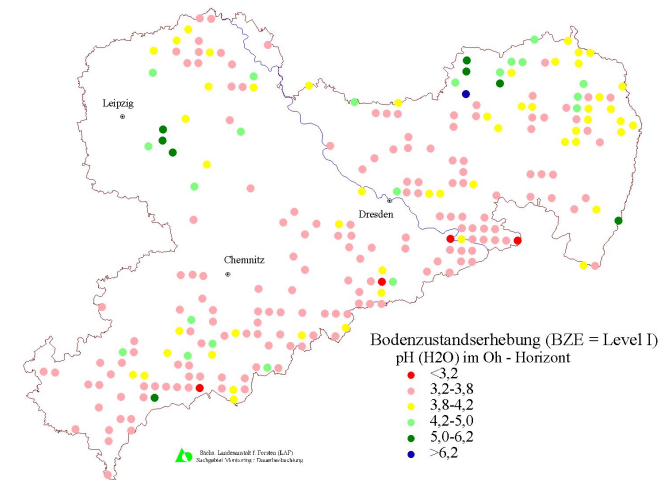 Leipzig
Dresden
Chemnitz
Bodenzustandserhebung (BZE = Level I)
pH (H2O) im Oh - Horizont
<3,2
3,2-3,8
3,8-4,2
4,2-5,0
5,0-6,2
>6,2
Sächs. Landesanstalt f. Forsten (LAF)
Sachgebiet Monitoring / Dauerbeobachtung